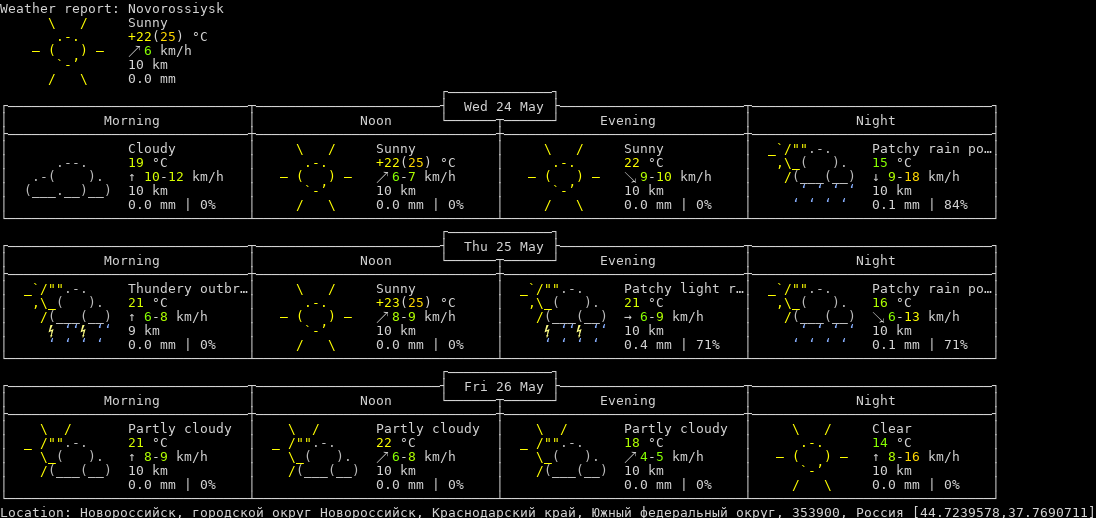 Weather report: Novorossiysk
Sunny
+22(25) °C
↗ 6 km/h
10 km
0.0 mm
Wed 24 May
Morning Noon Evening Night
Cloudy Sunny Sunny Patchy rain po…
19 °C +22(25) °C 22 °C 15 °C
↑ 10-12 km/h ↗ 6-7 km/h ↘ 9-10 km/h ↓ 9-18 km/h
10 km 10 km 10 km 10 km
0.0 mm | 0% 0.0 mm | 0% 0.0 mm | 0% 0.1 mm | 84%
Thu 25 May
Morning Noon Evening Night
Thundery outbr… Sunny Patchy light r… Patchy rain po…
21 °C +23(25) °C 21 °C 16 °C
↑ 6-8 km/h ↗ 8-9 km/h → 6-9 km/h ↘ 6-13 km/h
9 km 10 km 10 km 10 km
0.0 mm | 0% 0.0 mm | 0% 0.4 mm | 71% 0.1 mm | 71%
Fri 26 May
Morning Noon Evening Night
Partly cloudy Partly cloudy Partly cloudy Clear
21 °C 22 °C 18 °C 14 °C
↑ 8-9 km/h ↗ 6-8 km/h ↗ 4-5 km/h ↑ 8-16 km/h
10 km 10 km 10 km 10 km
0.0 mm | 0% 0.0 mm | 0% 0.0 mm | 0% 0.0 mm | 0%
Location: Новороссийск, городской округ Новороссийск, Краснодарский край, Южный федеральный округ, 353900, Россия [44.7239578,37.7690711]